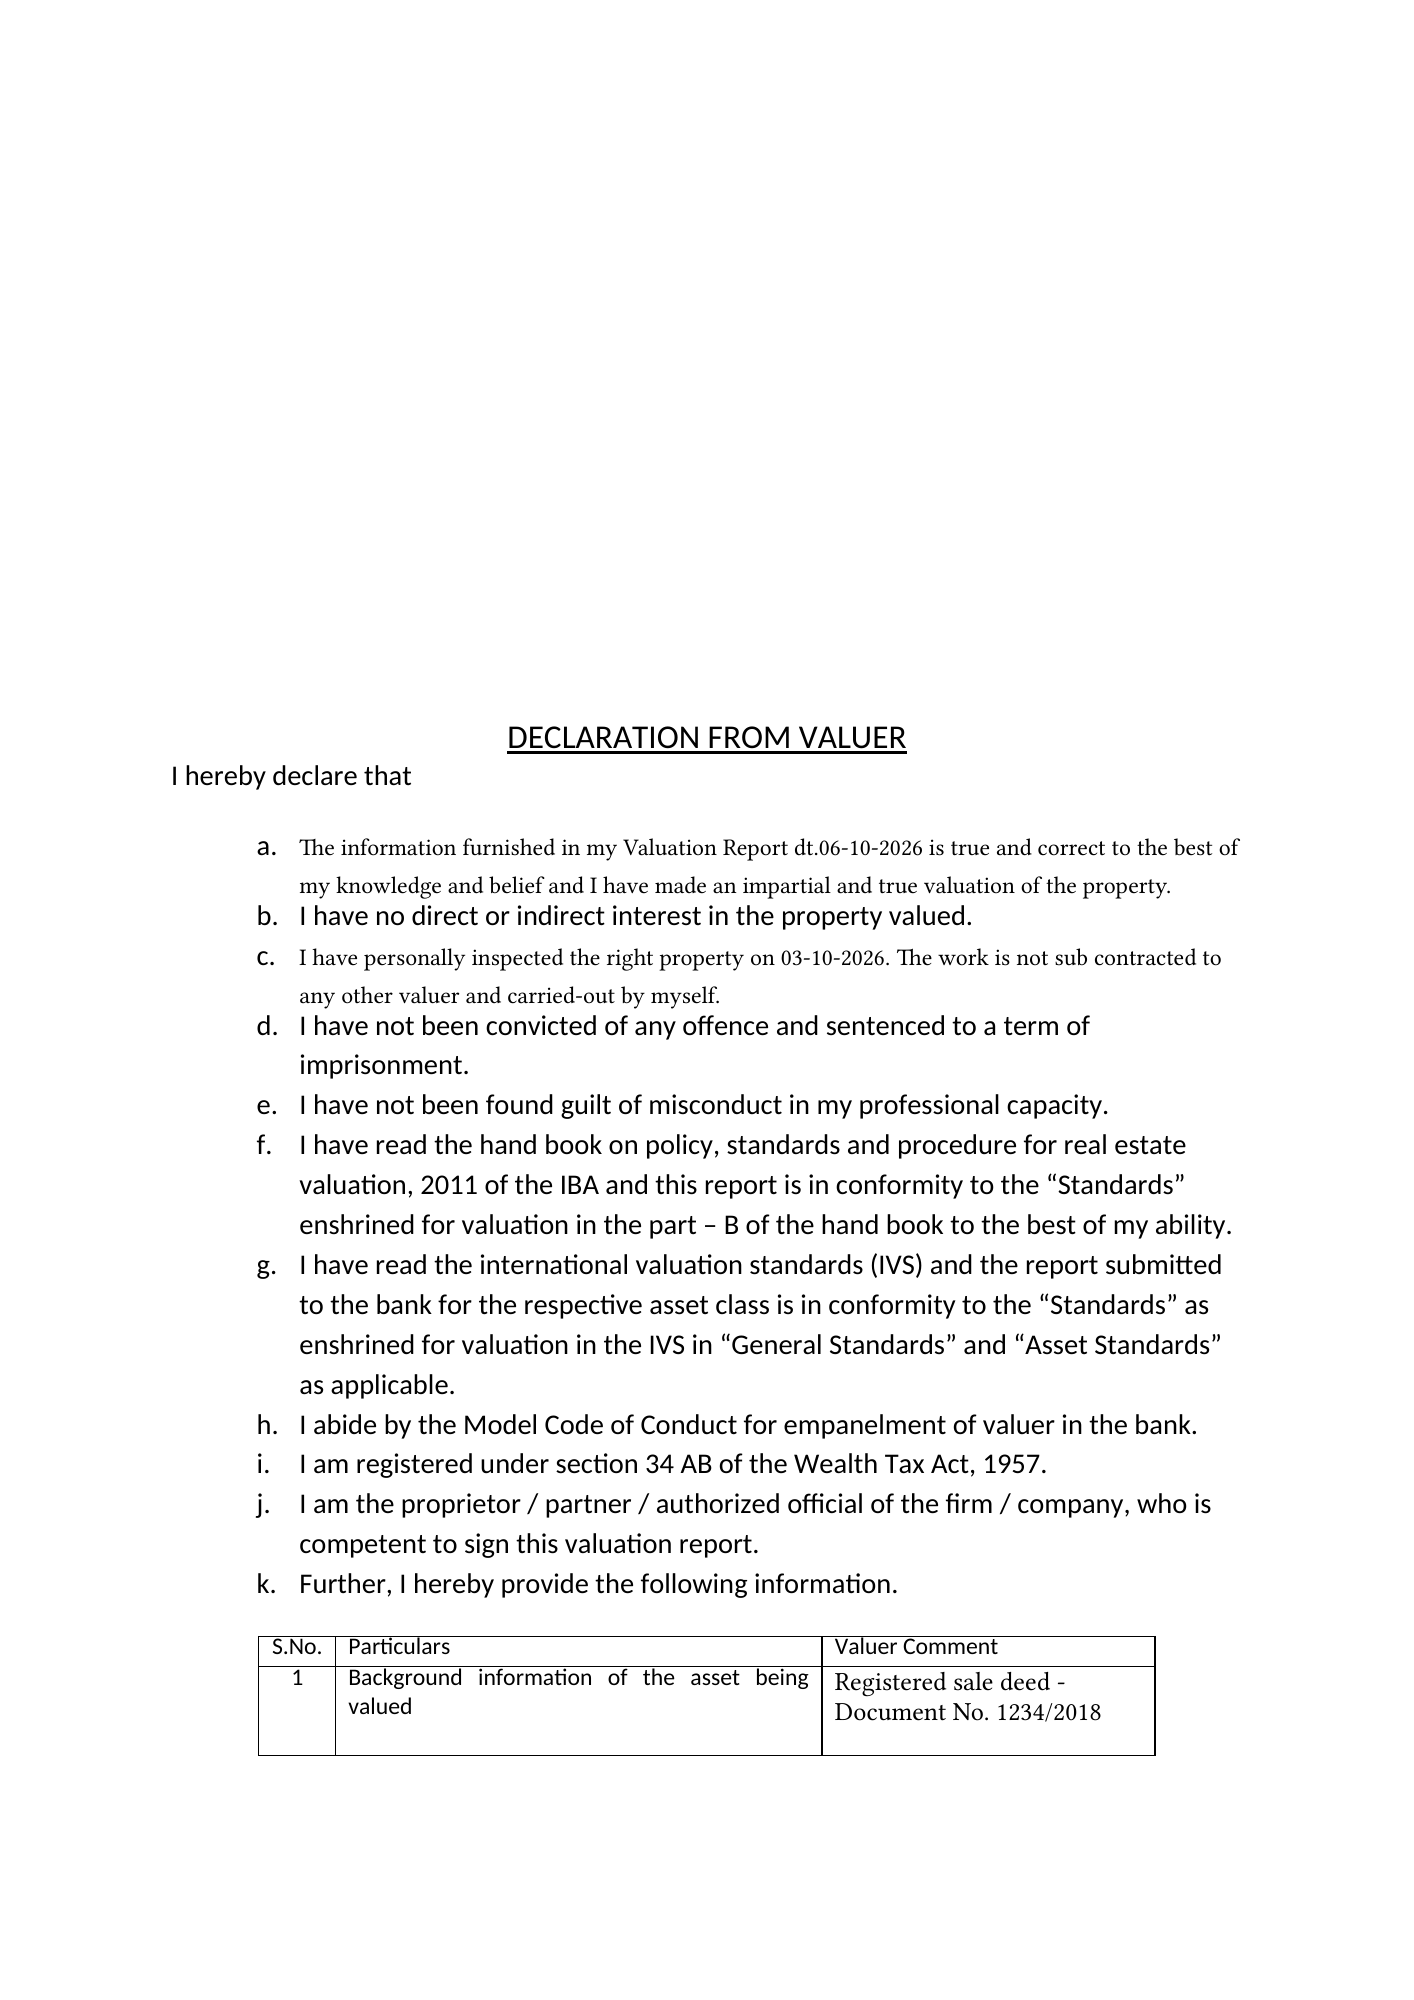 DECLARATION FROM VALUER
I hereby declare that
a. The information furnished in my Valuation Report dt.06-10-2026 is true and correct to the best of
my knowledge and belief and I have made an impartial and true valuation of the property.
b. I have no direct or indirect interest in the property valued.
c. I have personally inspected the right property on 03-10-2026. The work is not sub contracted to
any other valuer and carried-out by myself.
d. I have not been convicted of any offence and sentenced to a term of
imprisonment.
e. I have not been found guilt of misconduct in my professional capacity.
f. I have read the hand book on policy, standards and procedure for real estate
valuation, 2011 of the IBA and this report is in conformity to the “Standards”
enshrined for valuation in the part – B of the hand book to the best of my ability.
g. I have read the international valuation standards (IVS) and the report submitted
to the bank for the respective asset class is in conformity to the “Standards” as
enshrined for valuation in the IVS in “General Standards” and “Asset Standards”
as applicable.
h. I abide by the Model Code of Conduct for empanelment of valuer in the bank.
i. I am registered under section 34 AB of the Wealth Tax Act, 1957.
j. I am the proprietor / partner / authorized official of the firm / company, who is
competent to sign this valuation report.
k. Further, I hereby provide the following information.
S.No. Particulars Valuer Comment
1 Background information of the asset being Registered sale deed -
valued Document No. 1234/2018